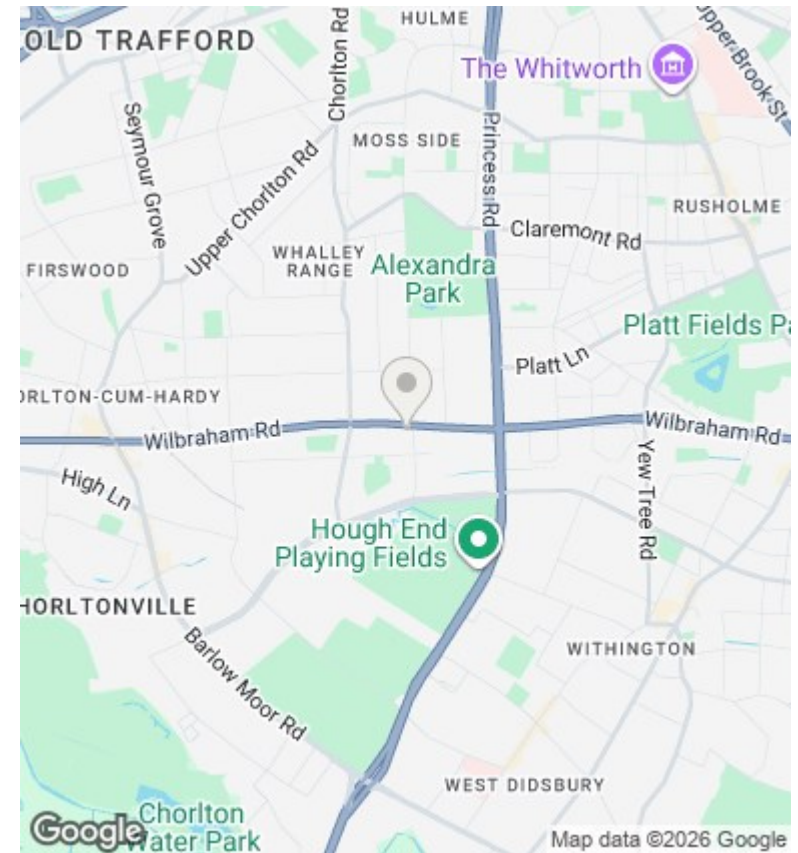 HULME
OLD TRAFFORD
The Whitworth
Upper Brook St
Chorlton Rd
Seymour Grove
MOSS SIDE
Princess Rd
Upper Chorlton Rd
RUSHOLME
Claremont Rd
WHALLEY
RANGE
FIRSWOOD
Alexandra
Park
Platt Fields Pa
Platt Ln
ORLTON-CUM-HARDY
Wilbraham Rd
Wilbraham Rd
High Ln
Yew Tree Rd
Hough End
Playing Fields
HORLTONVILLE
WITHINGTON
Barlow Moor Rd
WEST DIDSBURY
Chorlton
Water Park
Google
Map data ©2026 Google